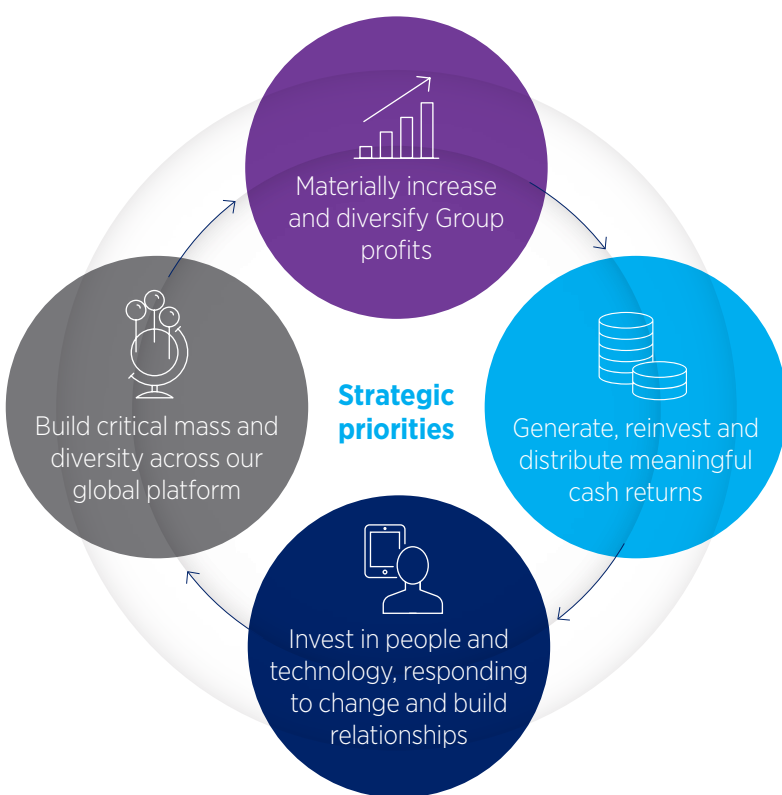 Materially increase
and diversify Group
profits
Strategic
priorities
Build critical mass and
diversity across our
global platform
Generate, reinvest and
distribute meaningful
cash returns
Invest in people and
technology, responding
to change and build
relationships